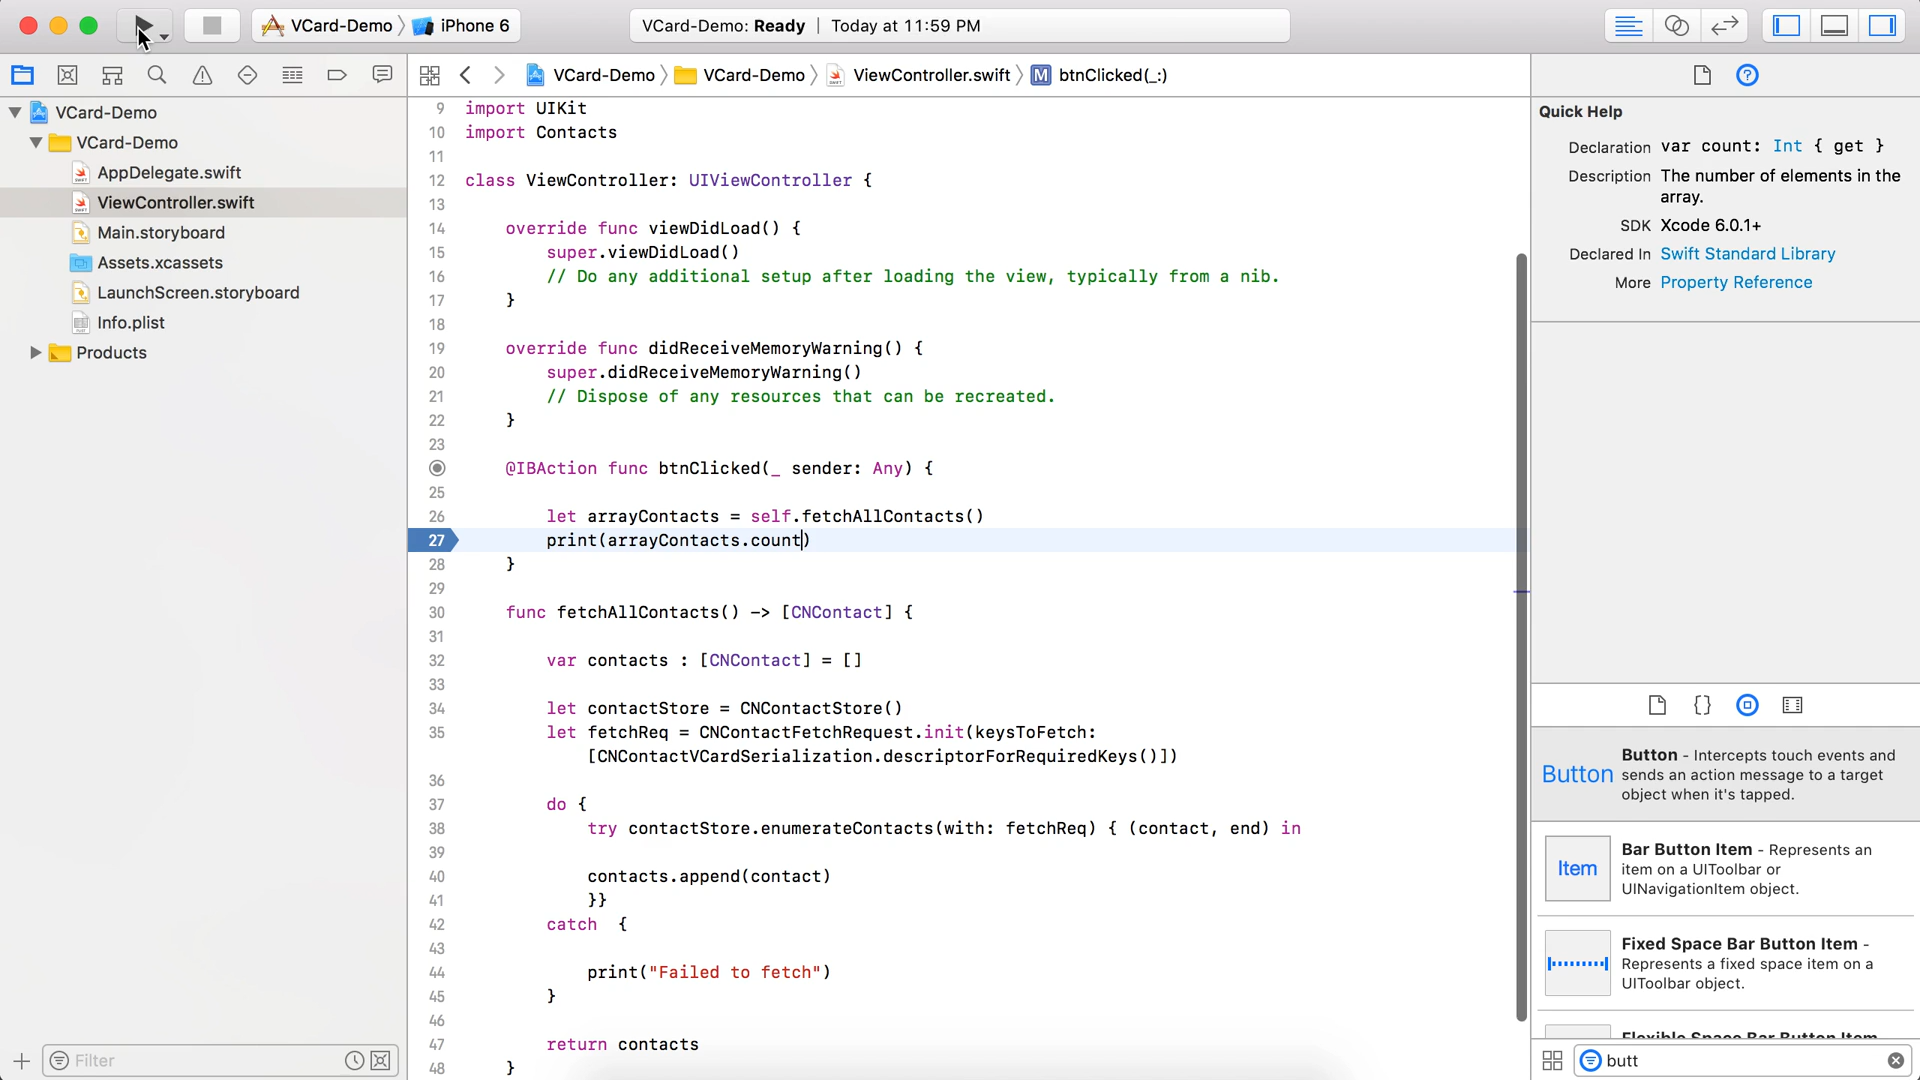 VCard-Demo 〉 iPhone 6
VCard-Demo: Ready | Today at 11:59 PM
VCard-Demo 〉 VCard-Demo 〉 ViewController.swift 〉 M btnClicked(_:)
VCard-Demo
VCard-Demo
AppDelegate.swift
ViewController.swift
Main.storyboard
Assets.xcassets
LaunchScreen.storyboard
Info.plist
Products
Filter
9 import UIKit
10 import Contacts
11
12 class ViewController: UIViewController {
13
14 override func viewDidLoad() {
15 super.viewDidLoad()
16 // Do any additional setup after loading the view, typically from a nib.
17 }
18
19 override func didReceiveMemoryWarning() {
20 super.didReceiveMemoryWarning()
21 // Dispose of any resources that can be recreated.
22 }
23
@IBAction func btnClicked(_ sender: Any) {
25
26 let arrayContacts = self.fetchAllContacts()
27 print(arrayContacts.count)
28 }
29
30 func fetchAllContacts() -> [CNContact] {
31
32 var contacts : [CNContact] = []
33
34 let contactStore = CNContactStore()
35 let fetchReq = CNContactFetchRequest.init(keysToFetch:
[CNContactVCardSerialization.descriptorForRequiredKeys()])
36
37 do {
38 try contactStore.enumerateContacts(with: fetchReq) { (contact, end) in
39
40 contacts.append(contact)
41 }}
42 catch {
43
44 print("Failed to fetch")
45 }
46
47 return contacts
48 }
Quick Help
Declaration var count: Int { get }
Description The number of elements in the
array.
SDK Xcode 6.0.1+
Declared In Swift Standard Library
More Property Reference
Button
Button - Intercepts touch events and
sends an action message to a target
object when it's tapped.
Item
Bar Button Item - Represents an
item on a UIToolbar or
UINavigationItem object.
Fixed Space Bar Button Item -
Represents a fixed space item on a
UIToolbar object.
Flexible Space Bar Button Item
butt